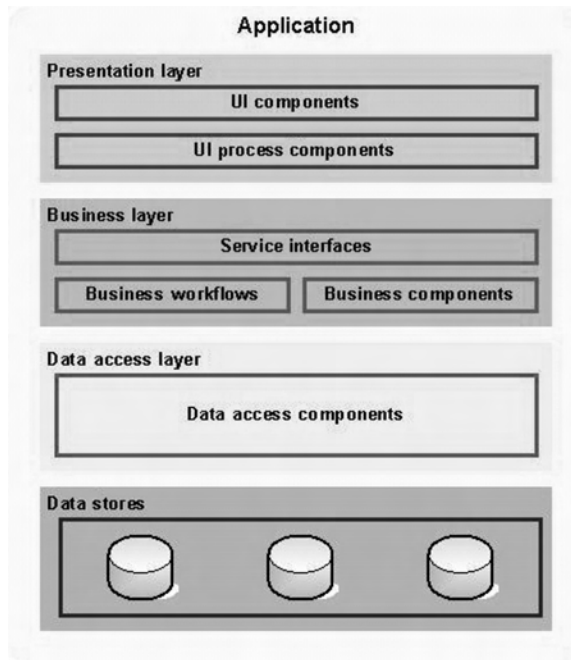 Application
Presentation layer
UI components
UI process components
Business layer
Service interfaces
Business workflows
Business components
Data access layer
Data access components
Data stores